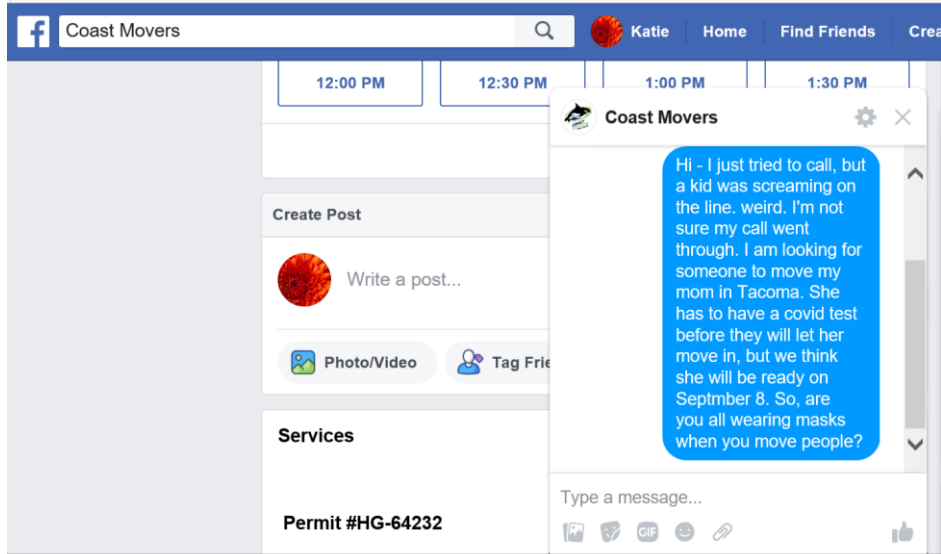 Coast Movers
Katie
Home
Find Friends
Crea
12:00 PM
12:30 PM
1:00 PM
1:30 PM
Create Post
Write a post...
Photo/Video
Tag Frie
Services
Permit #HG-64232
Coast Movers
Hi - I just tried to call, but
a kid was screaming on
the line. weird. I'm not
sure my call went
through. I am looking for
someone to move my
mom in Tacoma. She
has to have a covid test
before they will let her
move in, but we think
she will be ready on
Septmber 8. So, are
you all wearing masks
when you move people?
Type a message...
GIF